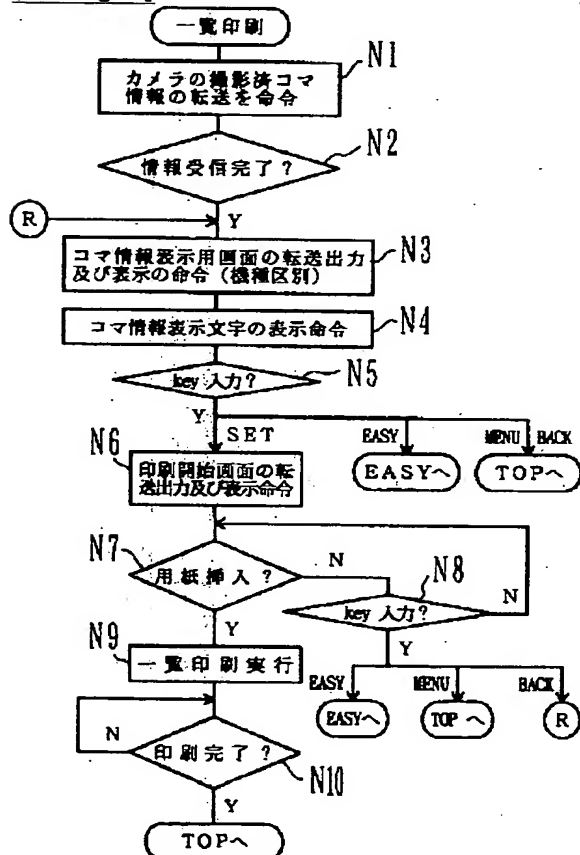 一覧印刷
N1
カメラの撮影済コマ
情報の転送を命令
N2
情報受信完了?
R
Y
N3
コマ情報表示用画面の転送出力
及び表示の命令(機種区別)
N4
コマ情報表示文字の表示命令
N5
key 入力?
Y
SET
EASY
MENU
BACK
EASYへ
TOPへ
N6
印刷開始画面の転
送出力及び表示命令
N7
用紙挿入?
N
N8
key 入力?
N
Y
Y
N9
一覧印刷実行
EASY
MENU
BACK
EASYへ
TOPへ
R
N
印刷完了?
N10
Y
TOPへ